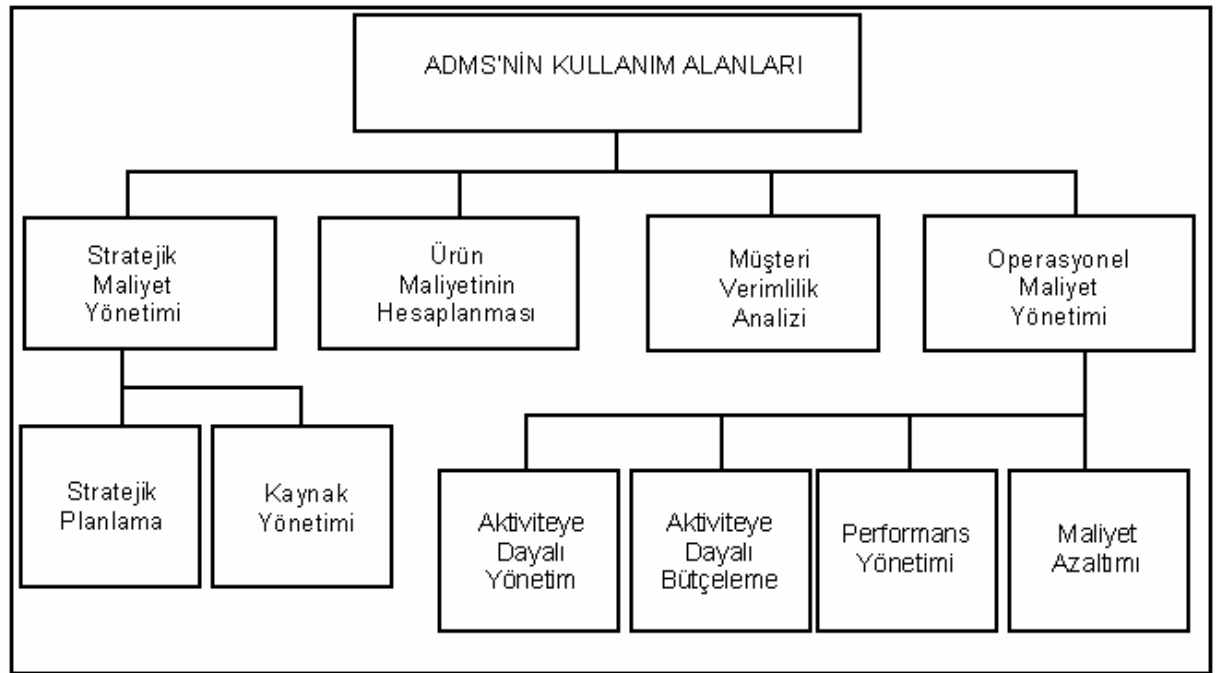 ADMS'NİN KULLANIM ALANLARI
Stratejik
Maliyet
Yönetimi
Ürün
Maliyetinin
Hesaplanması
Müşteri
Verimlilik
Analizi
Operasyonel
Maliyet
Yönetimi
Stratejik
Planlama
Kaynak
Yönetimi
Aktiviteye
Dayalı
Yönetim
Aktiviteye
Dayalı
Bütçeleme
Performans
Yönetimi
Maliyet
Azaltımı